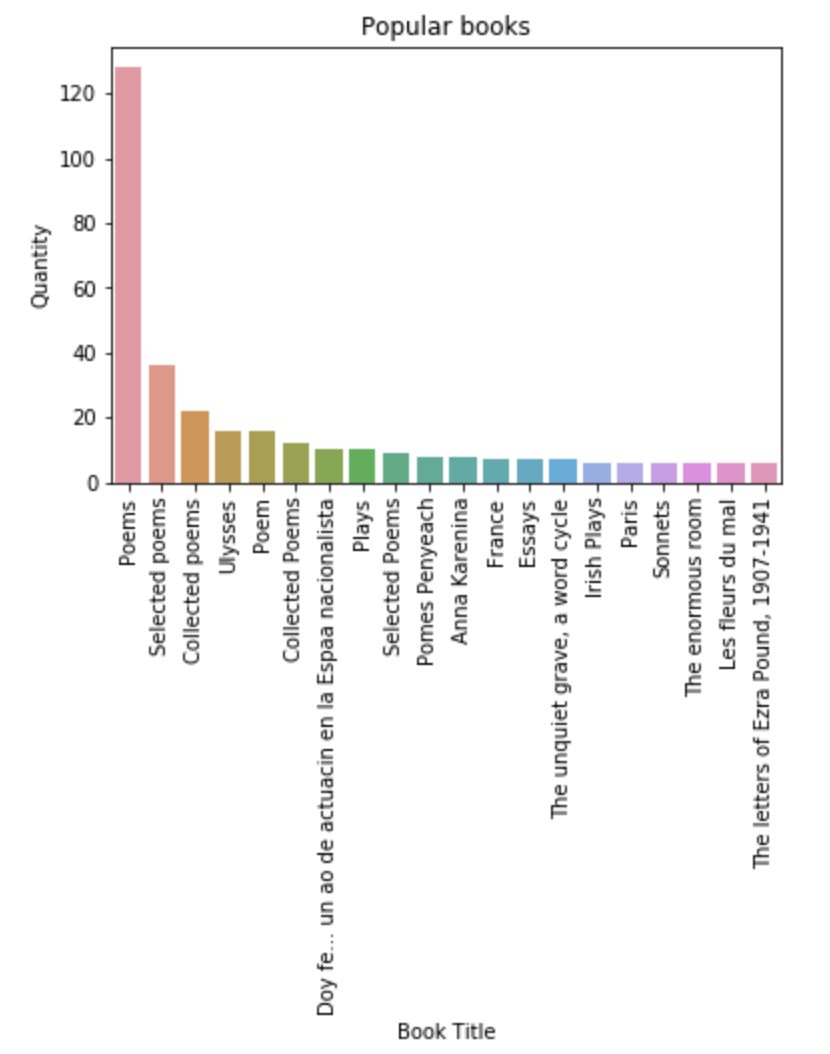 Popular books
120
100
80
60
40
20
0
Quantity
Poems
Selected poems
Collected poems
Ulysses
Poem
Collected Poems
Doy fe... un ao de actuacin en la Espaa nacionalista
Plays
Selected Poems
Pomes Penyeach
Anna Karenina
France
Essays
The unquiet grave, a word cycle
Irish Plays
Paris
Sonnets
The enormous room
Les fleurs du mal
The letters of Ezra Pound, 1907-1941
Book Title